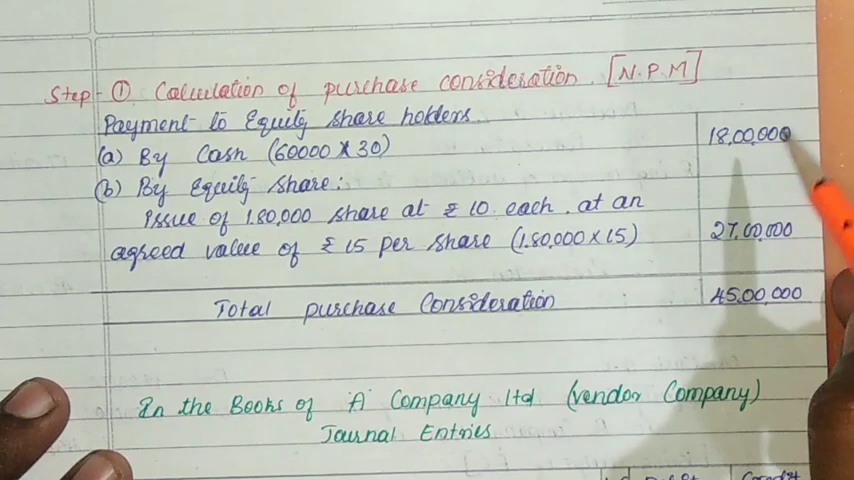 Step - ① Calculation of purchase consideration. [N.P.M]
Payment to Equity share holders
(a) By Cash (60000 × 30) 18,00,000
(b) By Equity share:
Issue of 1,80,000 share at ₹ 10 each, at an
agreed value of ₹ 15 per share (1,80,000 × 15) 27,00,000
Total purchase Consideration 45,00,000
In the Books of A Company Ltd (vendor Company)
Journal Entries